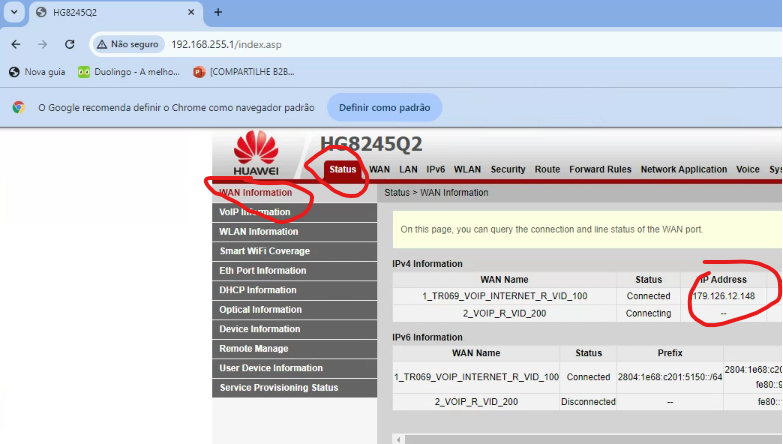 HG8245Q2
Não seguro 192.168.255.1/index.asp
Nova guia Duolingo - A melho... [COMPARTILHE B2B...
O Google recomenda definir o Chrome como navegador padrão Definir como padrão
HG8245Q2
HUAWEI
Status WAN LAN IPv6 WLAN Security Route Forward Rules Network Application Voice Sys
WAN Information Status > WAN Information
VoIP Information
WLAN Information On this page, you can query the connection and line status of the WAN port.
Smart WiFi Coverage
Eth Port Information IPv4 Information
WAN Name Status IP Address
DHCP Information 1_TR069_VOIP_INTERNET_R_VID_100 Connected 179.126.12.148
Optical Information 2_VOIP_R_VID_200 Connecting --
Device Information IPv6 Information
Remote Manage WAN Name Status Prefix
User Device Information 1_TR069_VOIP_INTERNET_R_VID_100 Connected 2804:1e68:c201:5150::/64 2804:1e68:c2
fe80::9
Service Provisioning Status
2_VOIP_R_VID_200 Disconnected -- fe80::